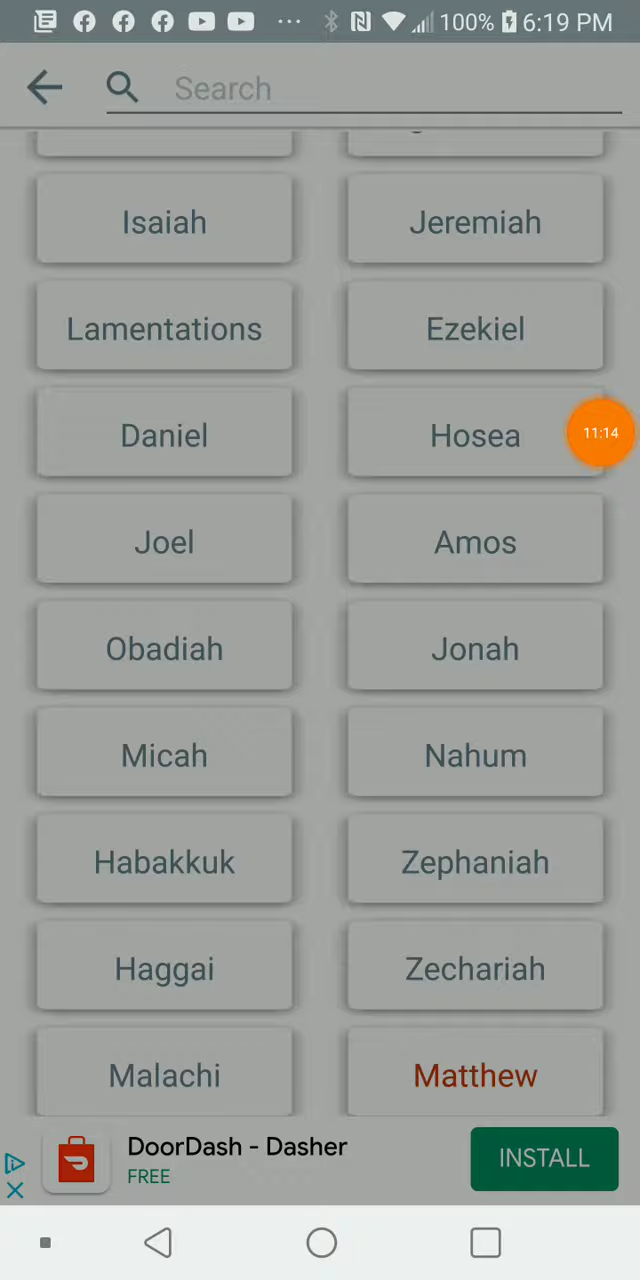 100% 6:19 PM
Search
Isaiah
Jeremiah
Lamentations
Ezekiel
Daniel
Hosea
11:14
Joel
Amos
Obadiah
Jonah
Micah
Nahum
Habakkuk
Zephaniah
Haggai
Zechariah
Malachi
Matthew
DoorDash - Dasher
FREE
INSTALL